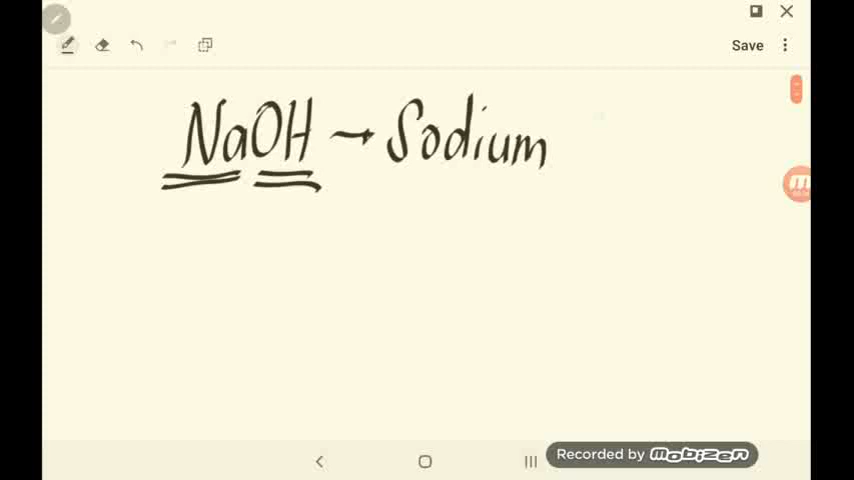 Save
NaOH → Sodium
Recorded by mobizen